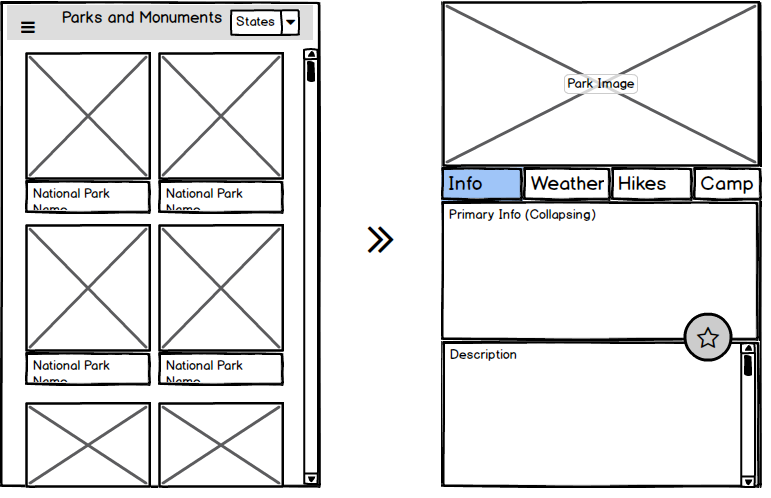 Parks and Monuments
States
National Park
National Park
National Park
National Park
Park Image
Info
Weather
Hikes
Camp
Primary Info (Collapsing)
Description